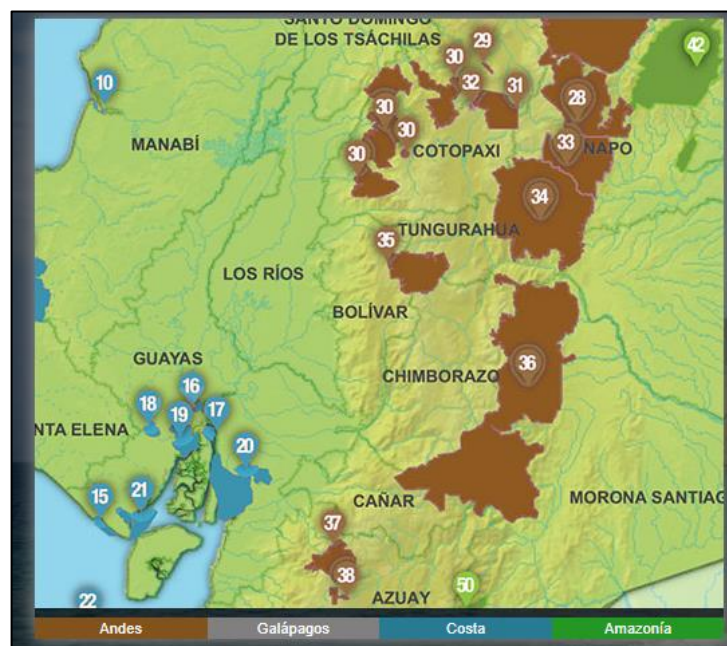 SANTO DOMINGO
DE LOS TSÁCHILAS
29
30
42
10
32
31
28
30
30
MANABÍ
33
NAPO
30
COTOPAXI
34
TUNGURAHUA
35
LOS RÍOS
BOLÍVAR
GUAYAS
36
CHIMBORAZO
16
18
19
17
NTA ELENA
20
15
21
CAÑAR
MORONA SANTIAG
37
38
50
22
AZUAY
Andes
Galápagos
Costa
Amazonía